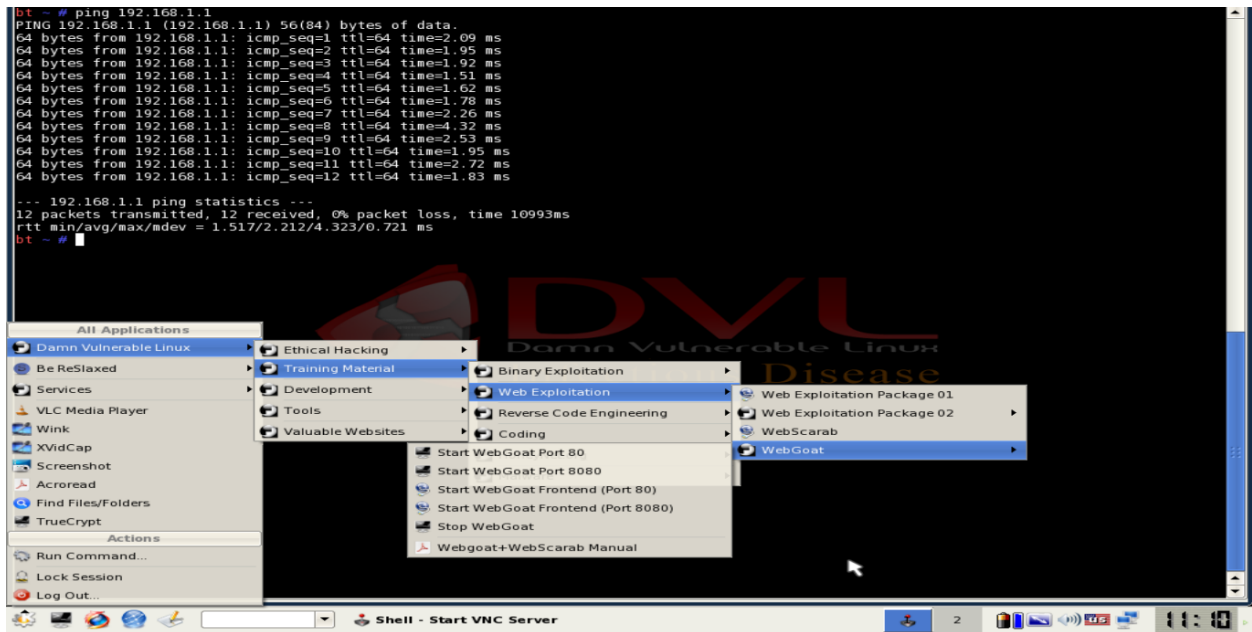 bt ~ # ping 192.168.1.1
PING 192.168.1.1 (192.168.1.1) 56(84) bytes of data.
64 bytes from 192.168.1.1: icmp_seq=1 ttl=64 time=2.09 ms
64 bytes from 192.168.1.1: icmp_seq=2 ttl=64 time=1.95 ms
64 bytes from 192.168.1.1: icmp_seq=3 ttl=64 time=1.92 ms
64 bytes from 192.168.1.1: icmp_seq=4 ttl=64 time=1.51 ms
64 bytes from 192.168.1.1: icmp_seq=5 ttl=64 time=1.62 ms
64 bytes from 192.168.1.1: icmp_seq=6 ttl=64 time=1.78 ms
64 bytes from 192.168.1.1: icmp_seq=7 ttl=64 time=2.26 ms
64 bytes from 192.168.1.1: icmp_seq=8 ttl=64 time=4.32 ms
64 bytes from 192.168.1.1: icmp_seq=9 ttl=64 time=2.53 ms
64 bytes from 192.168.1.1: icmp_seq=10 ttl=64 time=1.95 ms
64 bytes from 192.168.1.1: icmp_seq=11 ttl=64 time=2.72 ms
64 bytes from 192.168.1.1: icmp_seq=12 ttl=64 time=1.83 ms
--- 192.168.1.1 ping statistics ---
12 packets transmitted, 12 received, 0% packet loss, time 10993ms
rtt min/avg/max/mdev = 1.517/2.212/4.323/0.721 ms
bt ~ #
DVL
Damn Vulnerable Linux
Disease
All Applications
Damn Vulnerable Linux
Be ReSlaxed
Services
VLC Media Player
Wink
XVidCap
Screenshot
Acroread
Find Files/Folders
TrueCrypt
Actions
Run Command...
Lock Session
Log Out...
Ethical Hacking
Training Material
Development
Tools
Valuable Websites
Binary Exploitation
Web Exploitation
Reverse Code Engineering
Coding
Web Exploitation Package 01
Web Exploitation Package 02
WebScarab
WebGoat
Start WebGoat Port 80
Start WebGoat Port 8080
Start WebGoat Frontend (Port 80)
Start WebGoat Frontend (Port 8080)
Stop WebGoat
Webgoat+WebScarab Manual
Shell - Start VNC Server
2
us
11:10